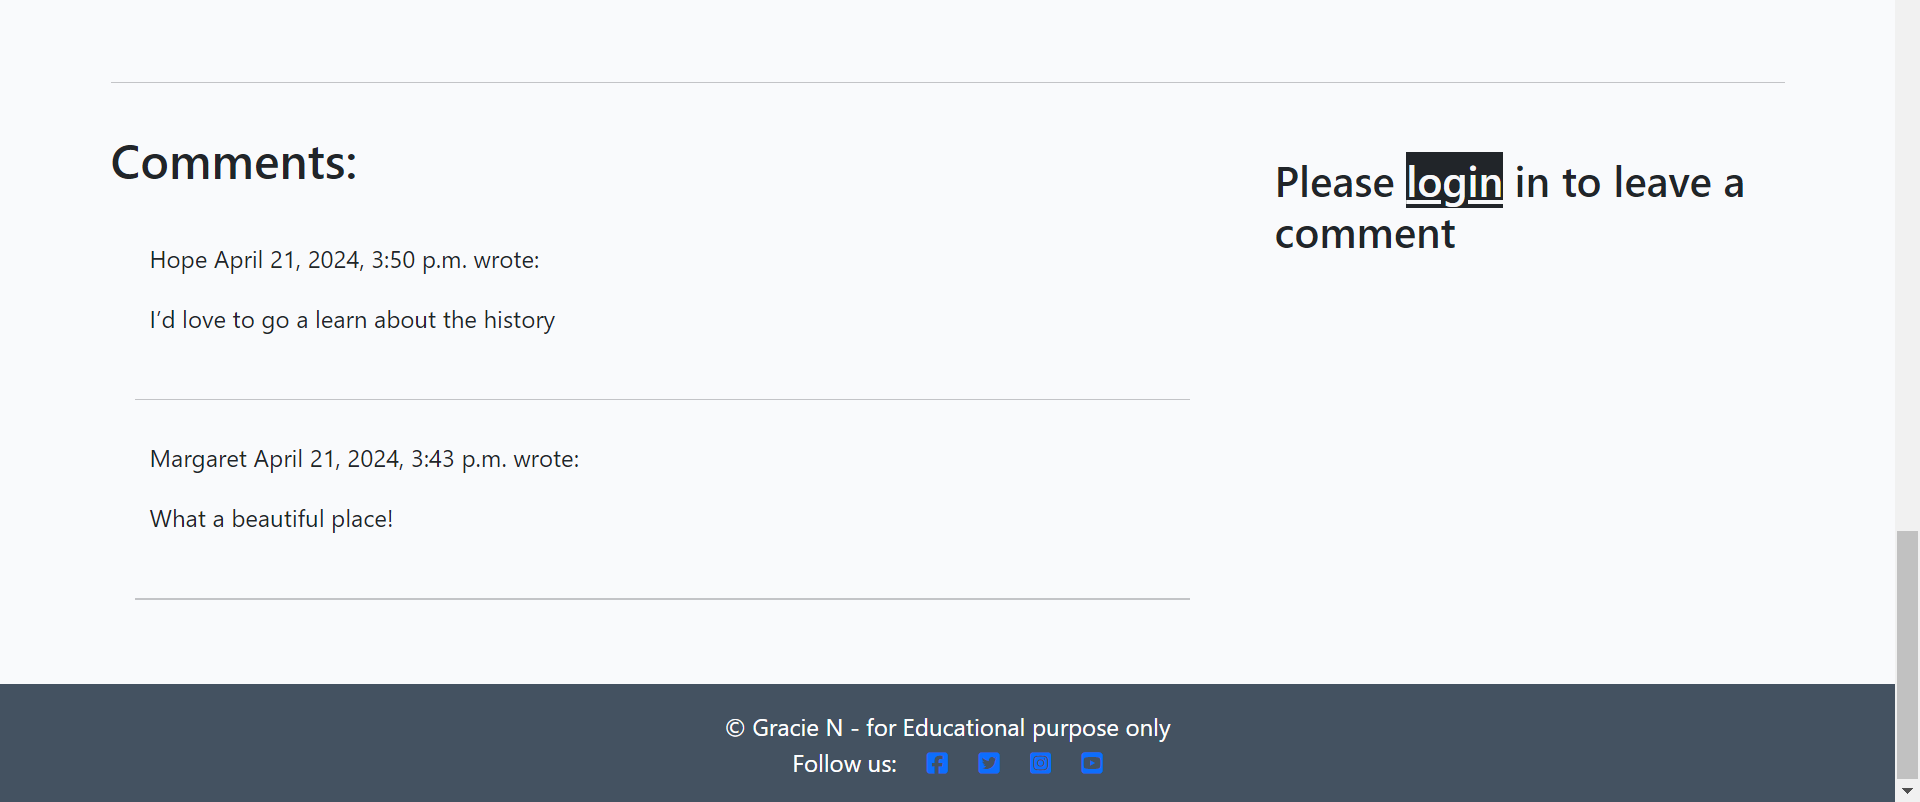 Comments:
Hope April 21, 2024, 3:50 p.m. wrote:
I’d love to go a learn about the history
Margaret April 21, 2024, 3:43 p.m. wrote:
What a beautiful place!
Please login in to leave a
comment
© Gracie N - for Educational purpose only
Follow us: